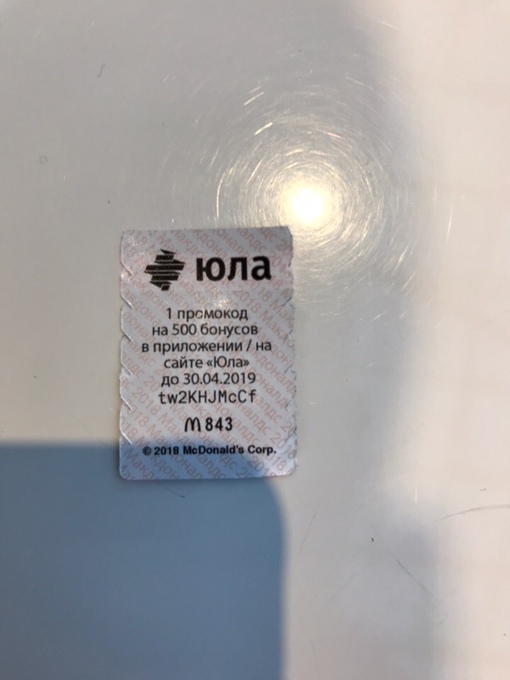 юла
1 промокод
на 500 бонусов
в приложении / на
сайте «Юла»
до 30.04.2019
tw2KHJMcCf
M 843
© 2018 McDonald's Corp.